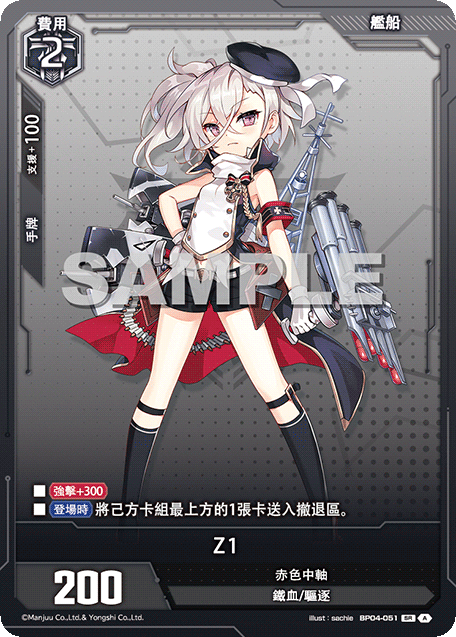 費用
2
艦船
支援+100
手牌
SAMPLE
強擊+300
登場時 將己方卡組最上方的1張卡送入撤退區。
Z1
200
赤色中軸
鐵血/驅逐
©Manjuu Co.,Ltd.& Yongshi Co.,Ltd.
illust : sachie BP04-051 SR A